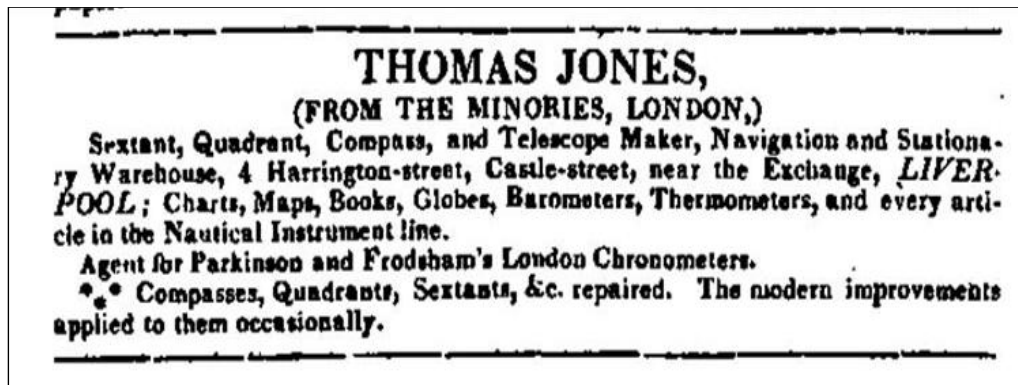 THOMAS JONES,
(FROM THE MINORIES, LONDON,)
Sextant, Quadrant, Compass, and Telescope Maker, Navigation and Stationa-
ry Warehouse, 4 Harrington-street, Castle-street, near the Exchange, LIVER-
POOL; Charts, Maps, Books, Globes, Barometers, Thermometers, and every arti-
cle in the Nautical Instrument line.
Agent for Parkinson and Frodsham's London Chronometers.
*⁎* Compasses, Quadrants, Sextants, &c. repaired. The modern improvements
applied to them occasionally.